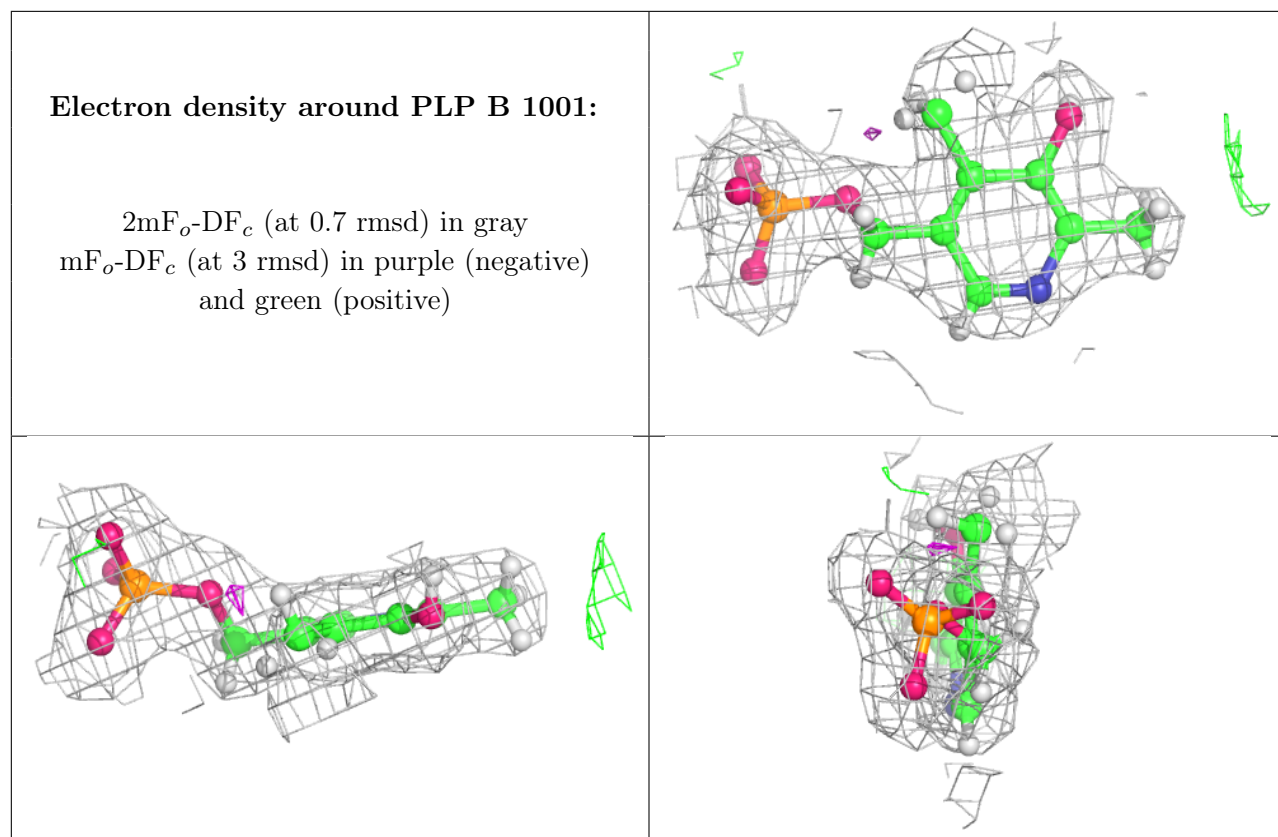 Electron density around PLP B 1001:
2mFo-DFc (at 0.7 rmsd) in gray
mFo-DFc (at 3 rmsd) in purple (negative)
and green (positive)